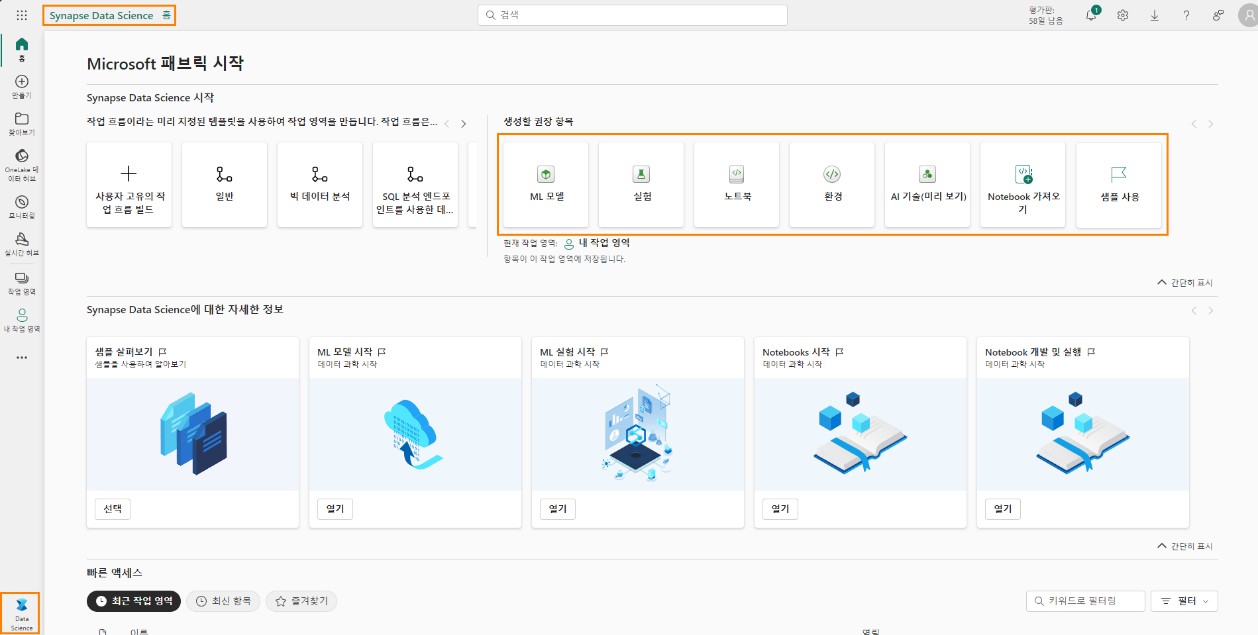 Synapse Data Science 홈
검색
평가판:
58일 남음
1
홈
만들기
찾아보기
OneLake 데
이터 허브
모니터링
실시간 허브
작업 영역
내 작업 영역
Data
Science
Microsoft 패브릭 시작
Synapse Data Science 시작
작업 흐름이라는 미리 지정된 템플릿을 사용하여 작업 영역을 만듭니다. 작업 흐름은...
사용자 고유의 작
업 흐름 빌드
일반
빅 데이터 분석
SQL 분석 엔드포
인트를 사용한 데...
생성할 권장 항목
ML 모델
실험
노트북
환경
AI 기술(미리 보기)
Notebook 가져오
기
샘플 사용
현재 작업 영역: 내 작업 영역
항목이 이 작업 영역에 저장됩니다.
간단히 표시
Synapse Data Science에 대한 자세한 정보
샘플 살펴보기
샘플을 사용하여 알아보기
선택
ML 모델 시작
데이터 과학 시작
열기
ML 실험 시작
데이터 과학 시작
열기
Notebooks 시작
데이터 과학 시작
열기
Notebook 개발 및 실행
데이터 과학 시작
열기
간단히 표시
빠른 액세스
최근 작업 영역
최신 항목
즐겨찾기
키워드로 필터링
필터
이름
열림